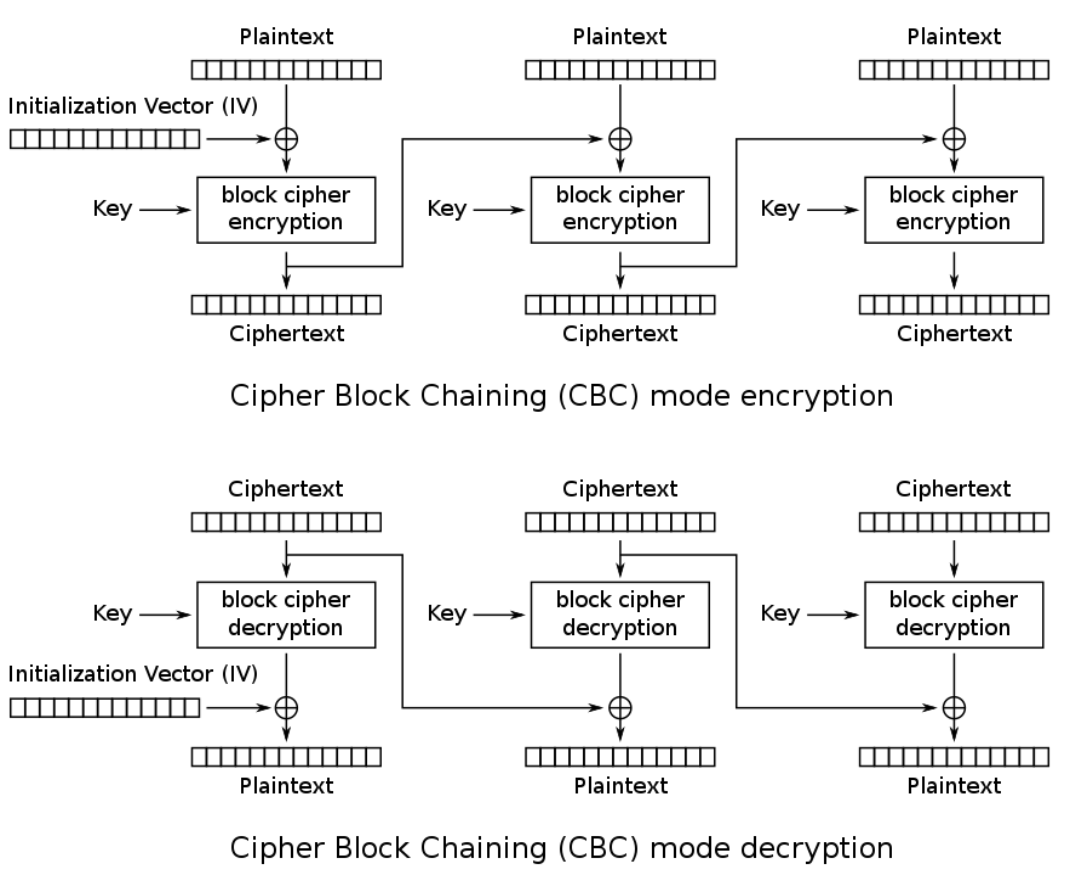 Plaintext Plaintext Plaintext
Initialization Vector (IV)
Key block cipher encryption Key block cipher encryption Key block cipher encryption
Ciphertext Ciphertext Ciphertext
Cipher Block Chaining (CBC) mode encryption
Ciphertext Ciphertext Ciphertext
Key block cipher decryption Key block cipher decryption Key block cipher decryption
Initialization Vector (IV)
Plaintext Plaintext Plaintext
Cipher Block Chaining (CBC) mode decryption